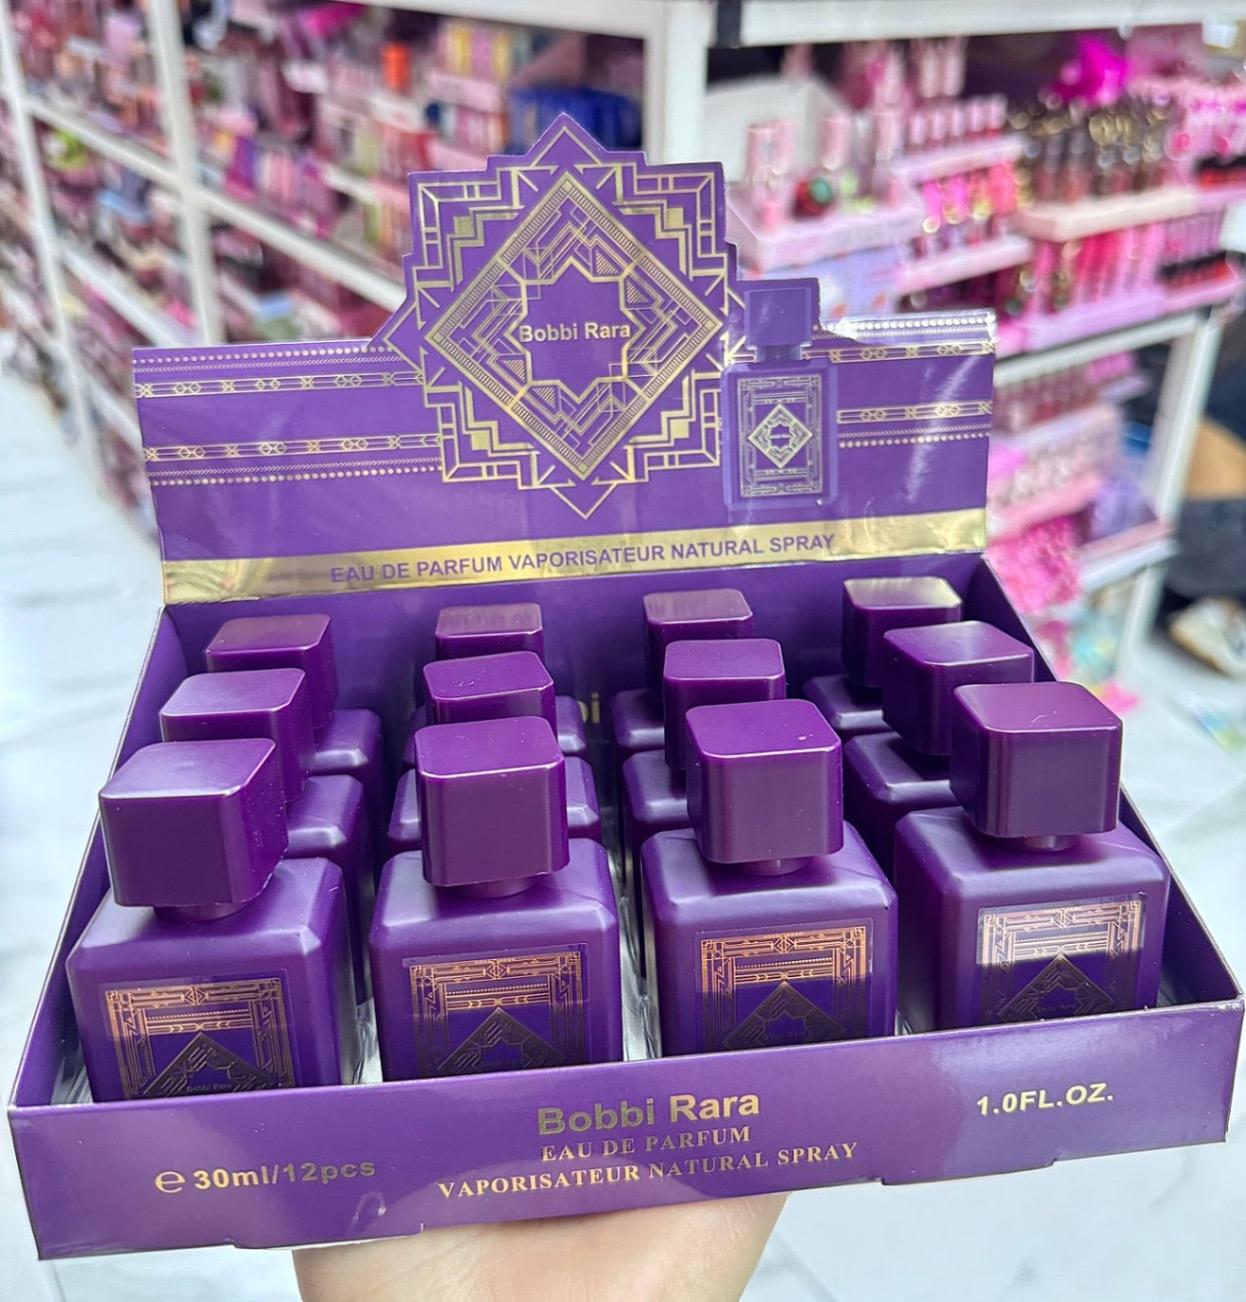 Bobbi Rara
EAU DE PARFUM VAPORISATEUR NATURAL SPRAY
Bobbi Rara
EAU DE PARFUM
VAPORISATEUR NATURAL SPRAY
℮ 30ml/12pcs
1.0FL.OZ.